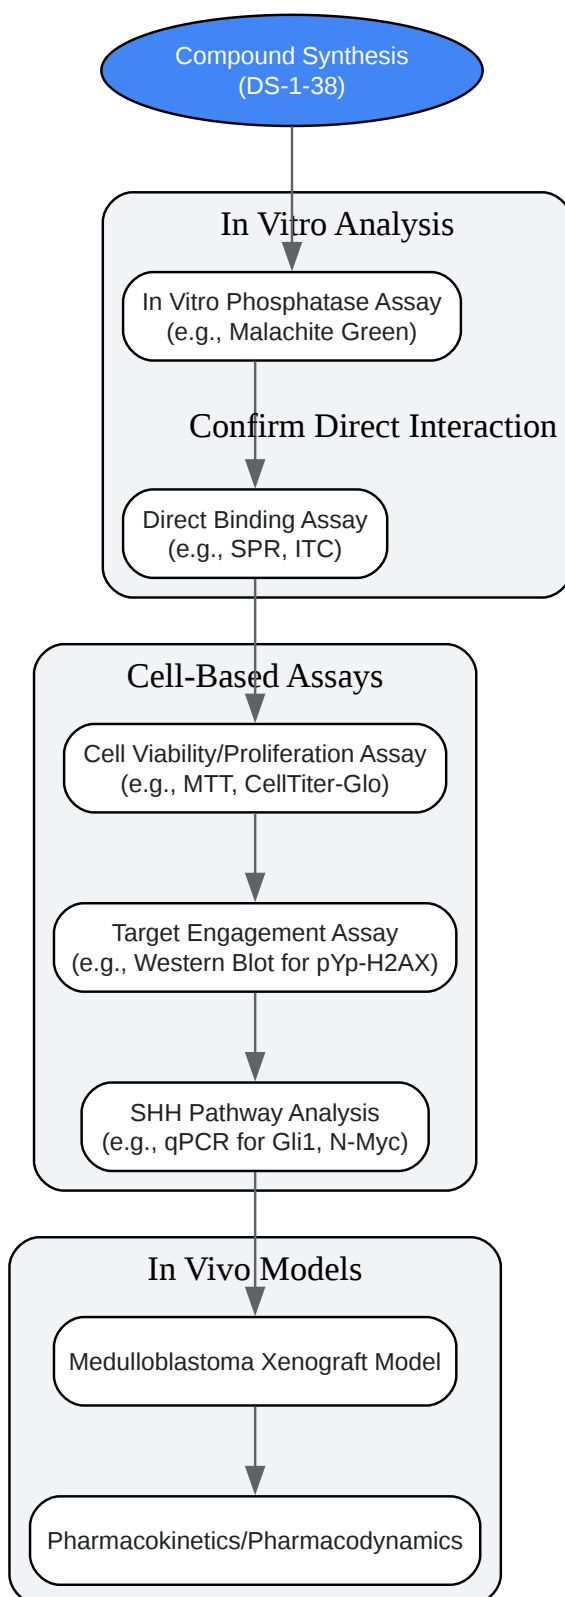 Compound Synthesis
(DS-1-38)
In Vitro Analysis
In Vitro Phosphatase Assay
(e.g., Malachite Green)
Confirm Direct Interaction
Direct Binding Assay
(e.g., SPR, ITC)
Cell-Based Assays
Cell Viability/Proliferation Assay
(e.g., MTT, CellTiter-Glo)
Target Engagement Assay
(e.g., Western Blot for pYp-H2AX)
SHH Pathway Analysis
(e.g., qPCR for Gli1, N-Myc)
In Vivo Models
Medulloblastoma Xenograft Model
Pharmacokinetics/Pharmacodynamics